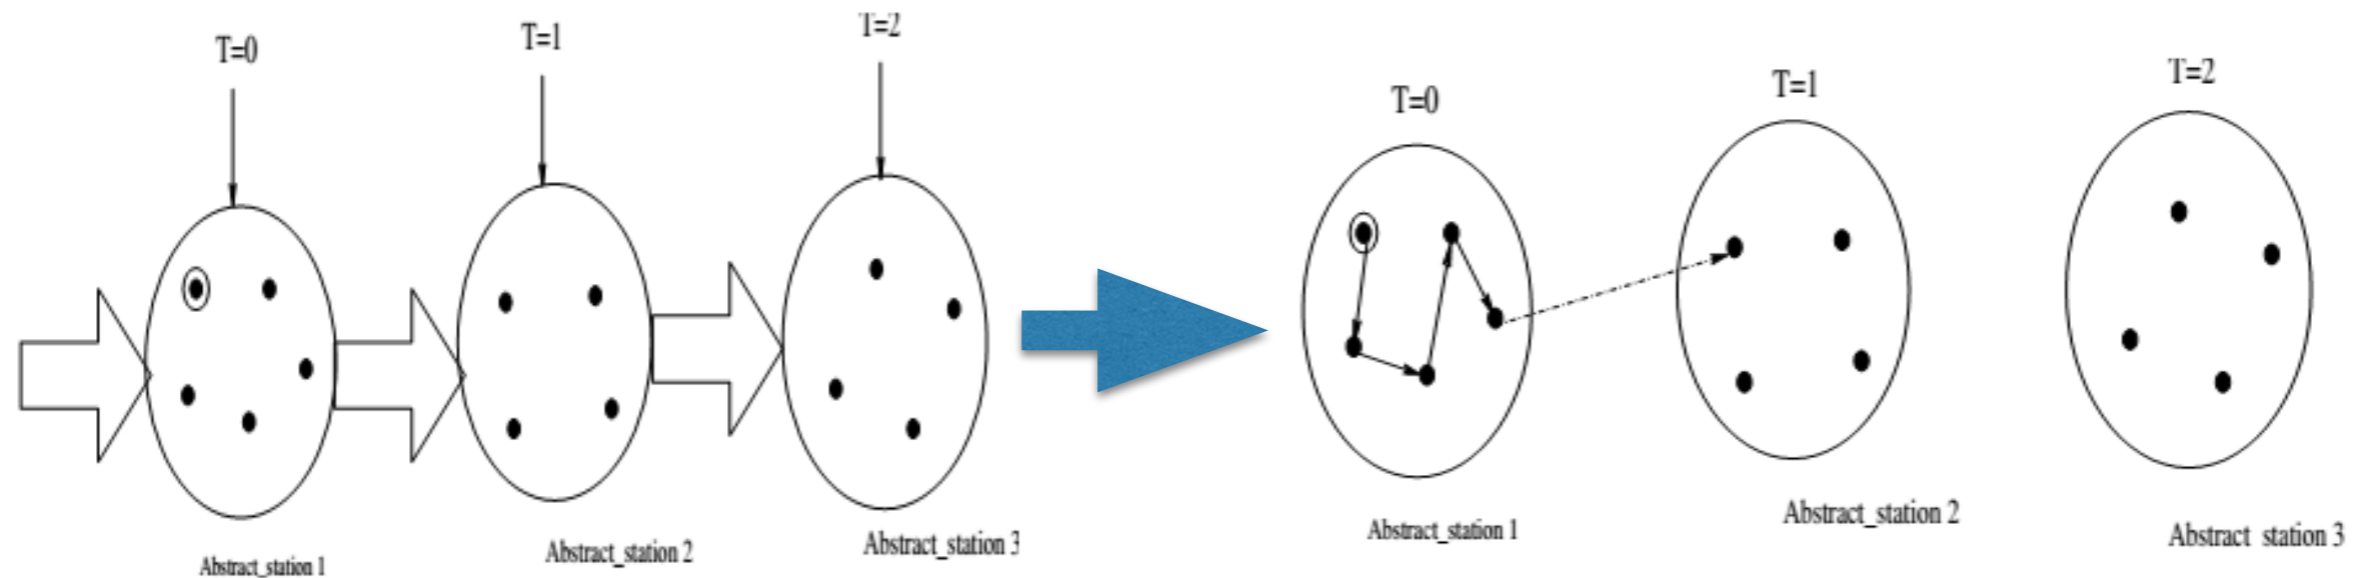 T=0
T=1
T=2
Abstract_station 1
Abstract_station 2
Abstract_station 3
T=0
T=1
T=2
Abstract_station 1
Abstract_station 2
Abstract station 3